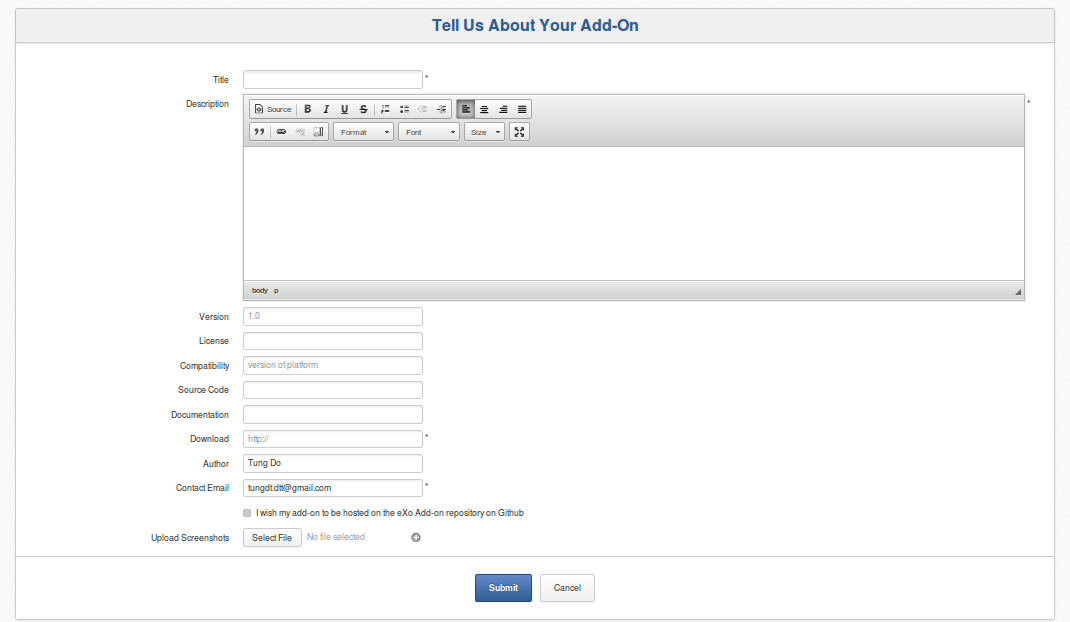 Tell Us About Your Add-On
Title *
Description *
Source B I U S
Format Font Size
body p
Version 1.0
License
Compatibility version of platform
Source Code
Documentation
Download http:// *
Author Tung Do
Contact Email tungdt.dtt@gmail.com *
I wish my add-on to be hosted on the eXo Add-on repository on Github
Upload Screenshots Select File No file selected
Submit Cancel